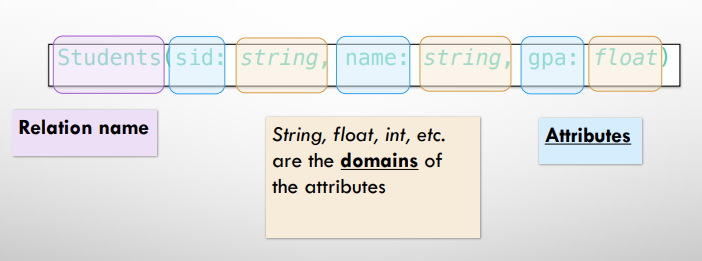 Students(sid: string, name: string, gpa: float)
Relation name
String, float, int, etc.
are the domains of
the attributes
Attributes